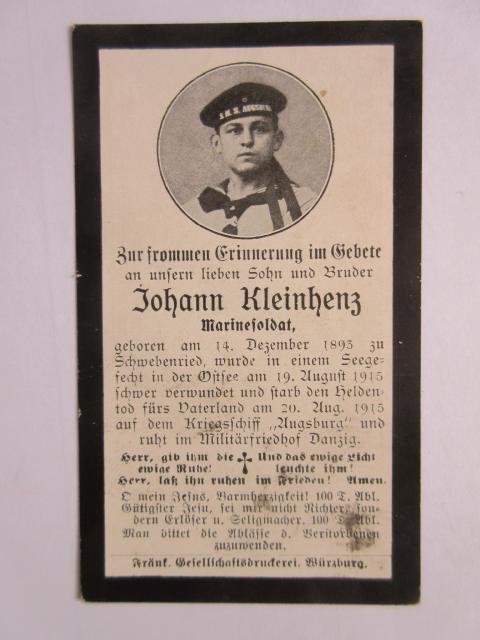 S.M.S. AUGSBURG
Zur frommen Erinnerung im Gebete
an unsern lieben Sohn und Bruder
Johann Kleinhenz
Marinesoldat,
geboren am 14. Dezember 1895 zu
Schwebenried, wurde in einem Seege-
fecht in der Ostsee am 19. August 1915
schwer verwundet und starb den Helden-
tod fürs Vaterland am 20. Aug. 1915
auf dem Kriegsschiff „Augsburg" und
ruht im Militärfriedhof Danzig.
Herr, gib ihm die ✝ Und das ewige Licht
ewige Ruhe! leuchte ihm!
Herr, laß ihn ruhen im Frieden! Amen.
O mein Jesus, Barmherzigkeit! 100 T. Abl.
Gütigster Jesu, sei mir nicht Richter, son-
dern Erlöser u. Seligmacher. 100 T. Abl.
Man bittet die Ablässe d. Verstorbenen
zuzuwenden.
Fränk. Gesellschaftsdruckerei, Würzburg.